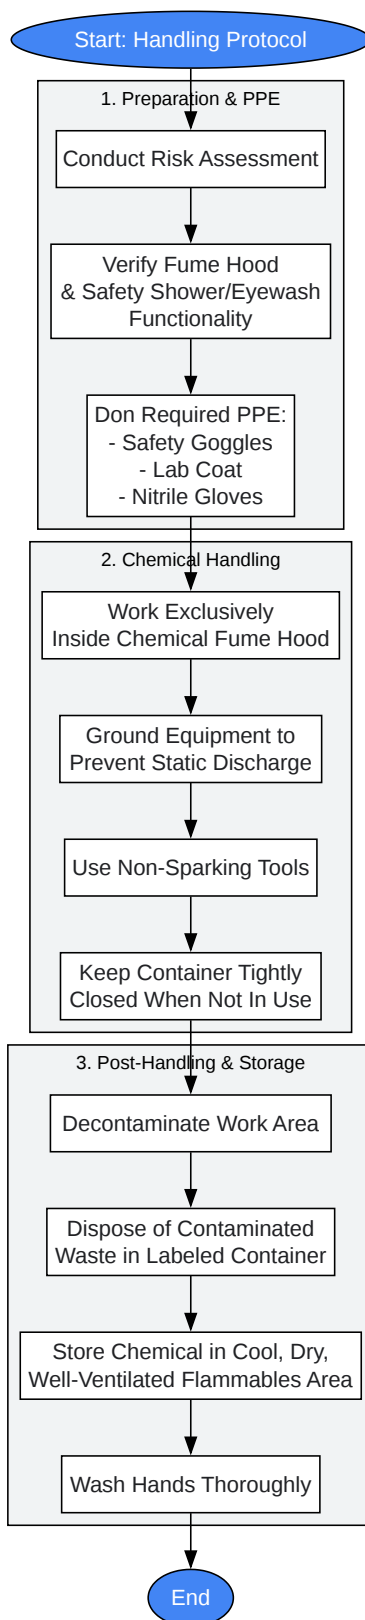 Start: Handling Protocol
1. Preparation & PPE
Conduct Risk Assessment
Verify Fume Hood
& Safety Shower/Eyewash
Functionality
Don Required PPE:
- Safety Goggles
- Lab Coat
- Nitrile Gloves
2. Chemical Handling
Work Exclusively
Inside Chemical Fume Hood
Ground Equipment to
Prevent Static Discharge
Use Non-Sparking Tools
Keep Container Tightly
Closed When Not In Use
3. Post-Handling & Storage
Decontaminate Work Area
Dispose of Contaminated
Waste in Labeled Container
Store Chemical in Cool, Dry,
Well-Ventilated Flammables Area
Wash Hands Thoroughly
End